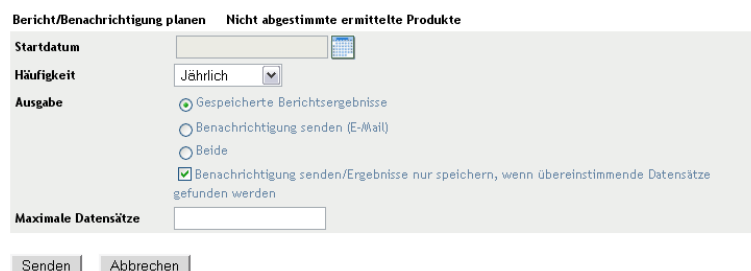 Bericht/Benachrichtigung planen Nicht abgestimmte ermittelte Produkte
Startdatum
Häufigkeit Jährlich
Ausgabe Gespeicherte Berichtsergebnisse
Benachrichtigung senden (E-Mail)
Beide
Benachrichtigung senden/Ergebnisse nur speichern, wenn übereinstimmende Datensätze
gefunden werden
Maximale Datensätze
Senden Abbrechen